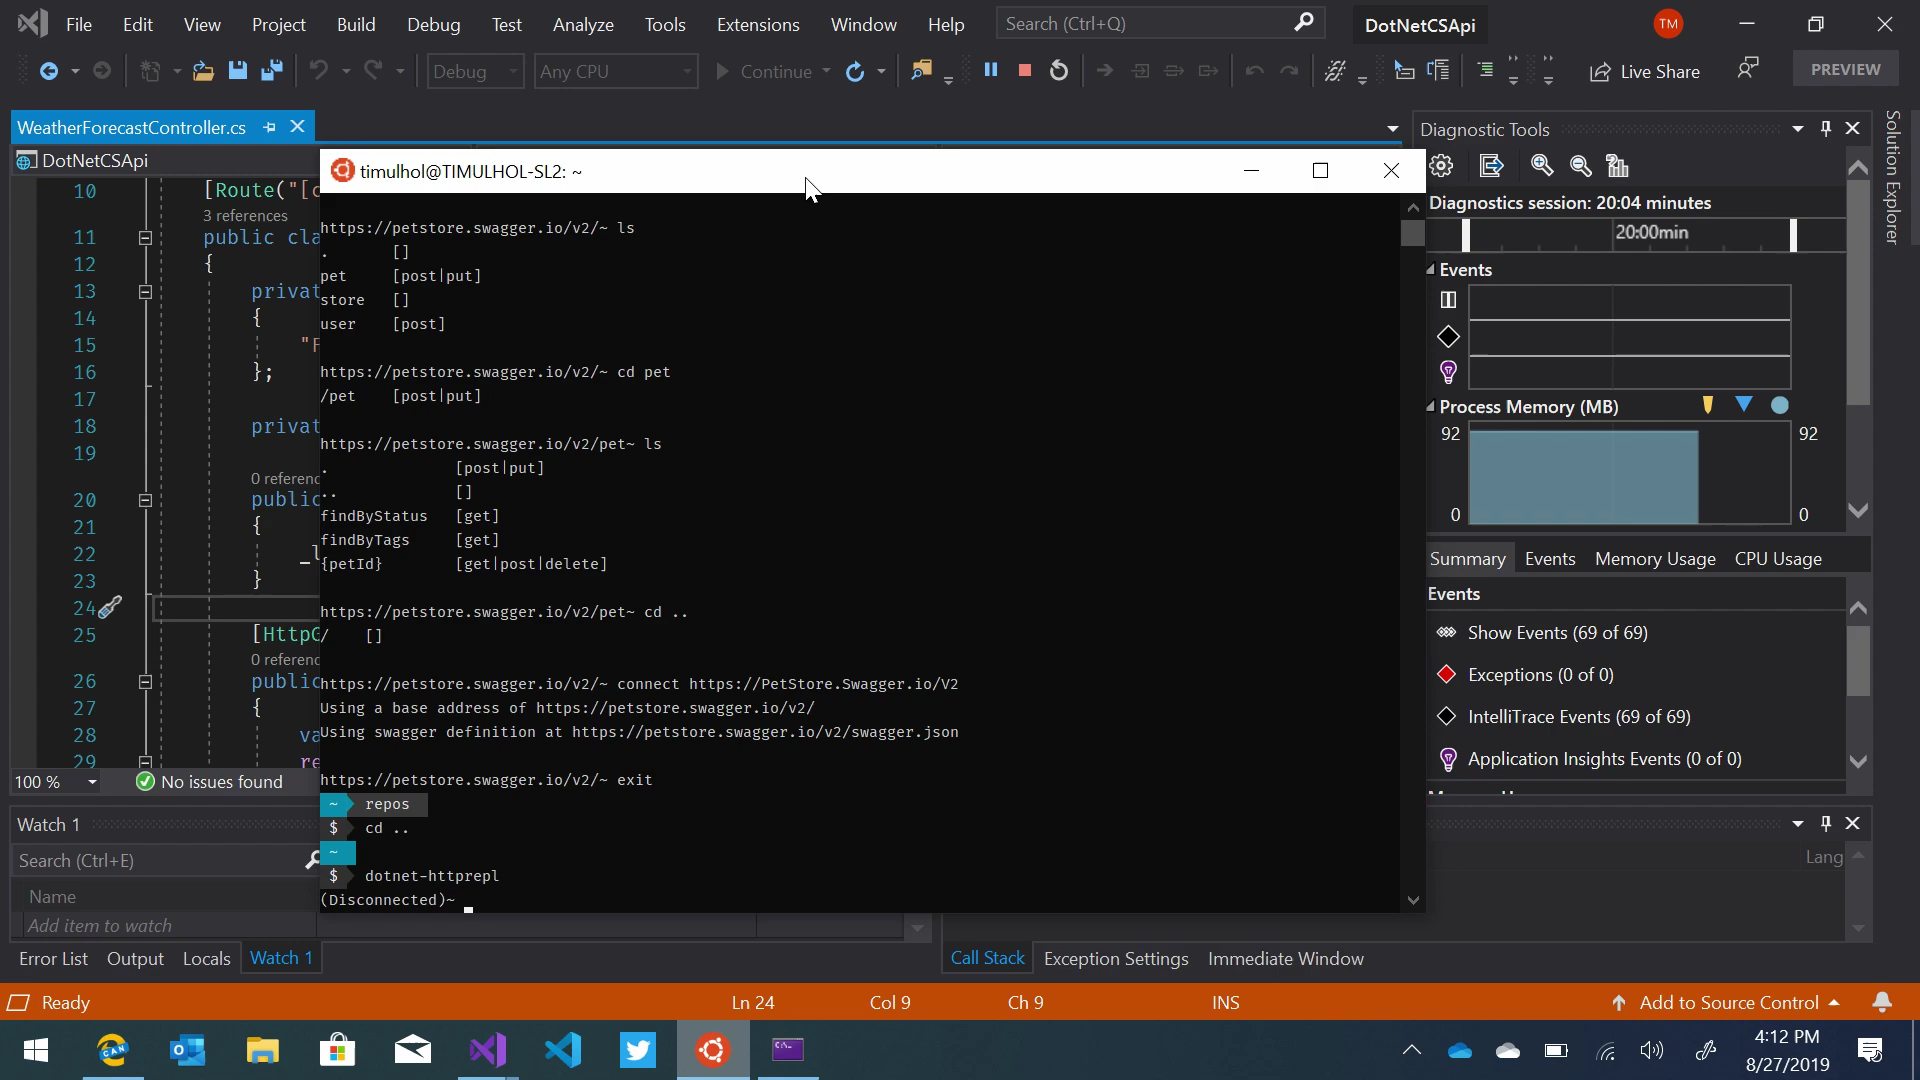 File Edit View Project Build Debug Test Analyze Tools Extensions Window Help Search (Ctrl+Q) DotNetCSApi TM
Debug Any CPU Continue Live Share PREVIEW
WeatherForecastController.cs
DotNetCSApi
10 [Route("[c
3 references
11 public cla
12 {
13 privat
14 {
15 "F
16 };
17
18 privat
19
0 referenc
20 public
21 {
22 _l
23 }
24
25 [HttpG
0 referenc
26 public
27 {
28 va
29 re
100 % No issues found
timulhol@TIMULHOL-SL2: ~
https://petstore.swagger.io/v2/~ ls
. []
pet [post|put]
store []
user [post]
https://petstore.swagger.io/v2/~ cd pet
/pet [post|put]
https://petstore.swagger.io/v2/pet~ ls
. [post|put]
.. []
findByStatus [get]
findByTags [get]
{petId} [get|post|delete]
https://petstore.swagger.io/v2/pet~ cd ..
/ []
https://petstore.swagger.io/v2/~ connect https://PetStore.Swagger.io/V2
Using a base address of https://petstore.swagger.io/v2/
Using swagger definition at https://petstore.swagger.io/v2/swagger.json
https://petstore.swagger.io/v2/~ exit
~ repos
$ cd ..
~
$ dotnet-httprepl
(Disconnected)~
Diagnostic Tools
Diagnostics session: 20:04 minutes
20:00min
Events
Process Memory (MB)
92 92
0 0
Summary Events Memory Usage CPU Usage
Events
Show Events (69 of 69)
Exceptions (0 of 0)
IntelliTrace Events (69 of 69)
Application Insights Events (0 of 0)
Solution Explorer
Watch 1
Search (Ctrl+E)
Name
Add item to watch
Lang
Error List Output Locals Watch 1
Call Stack Exception Settings Immediate Window
Ready Ln 24 Col 9 Ch 9 INS Add to Source Control
CAN
4:12 PM
8/27/2019